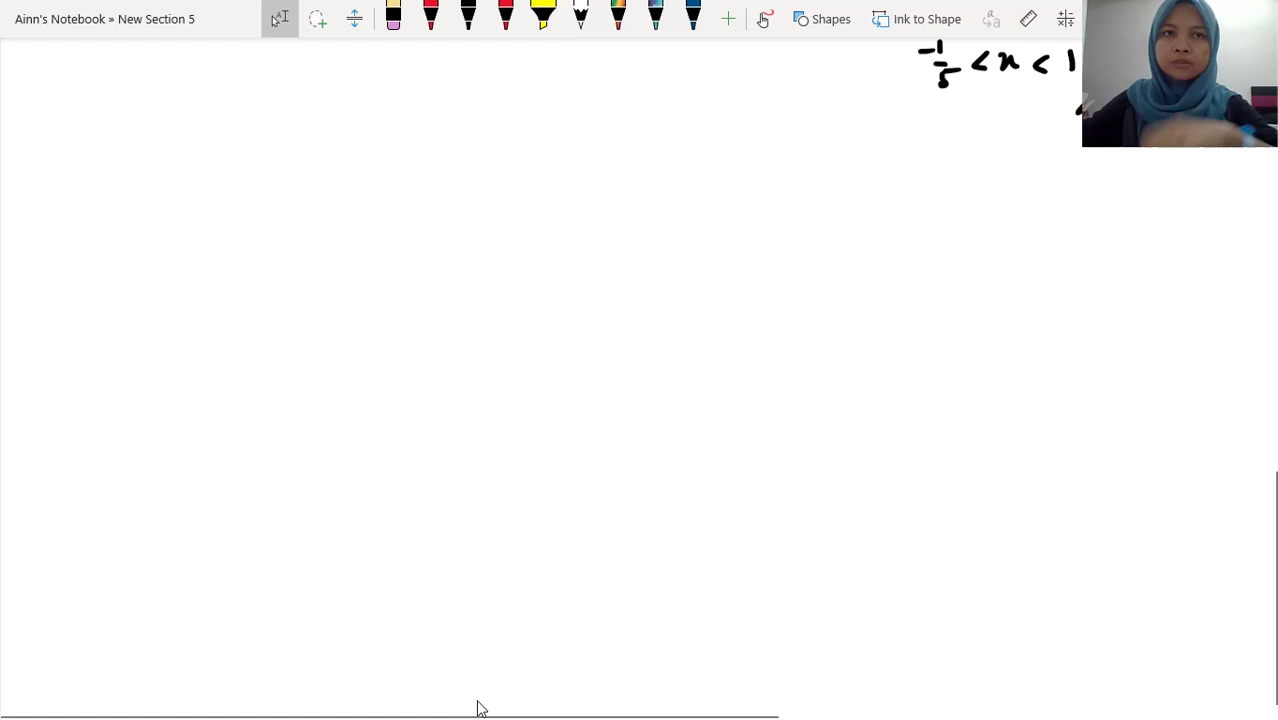 Ainn's Notebook » New Section 5
Shapes
Ink to Shape
-1/5 < x < 1